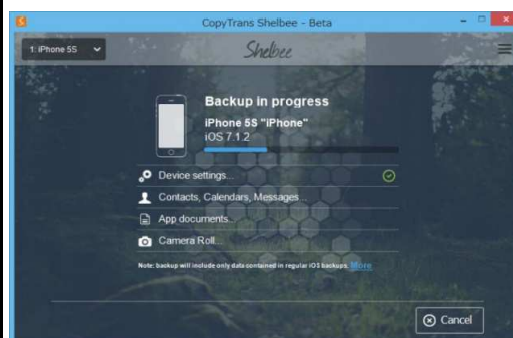 CopyTrans Shelbee - Beta
1: iPhone 5S
Shelbee
Backup in progress
iPhone 5S "iPhone"
iOS 7.1.2
Device settings...
Contacts, Calendars, Messages...
App documents...
Camera Roll...
Note: backup will include only data contained in regular iOS backups. More
Cancel